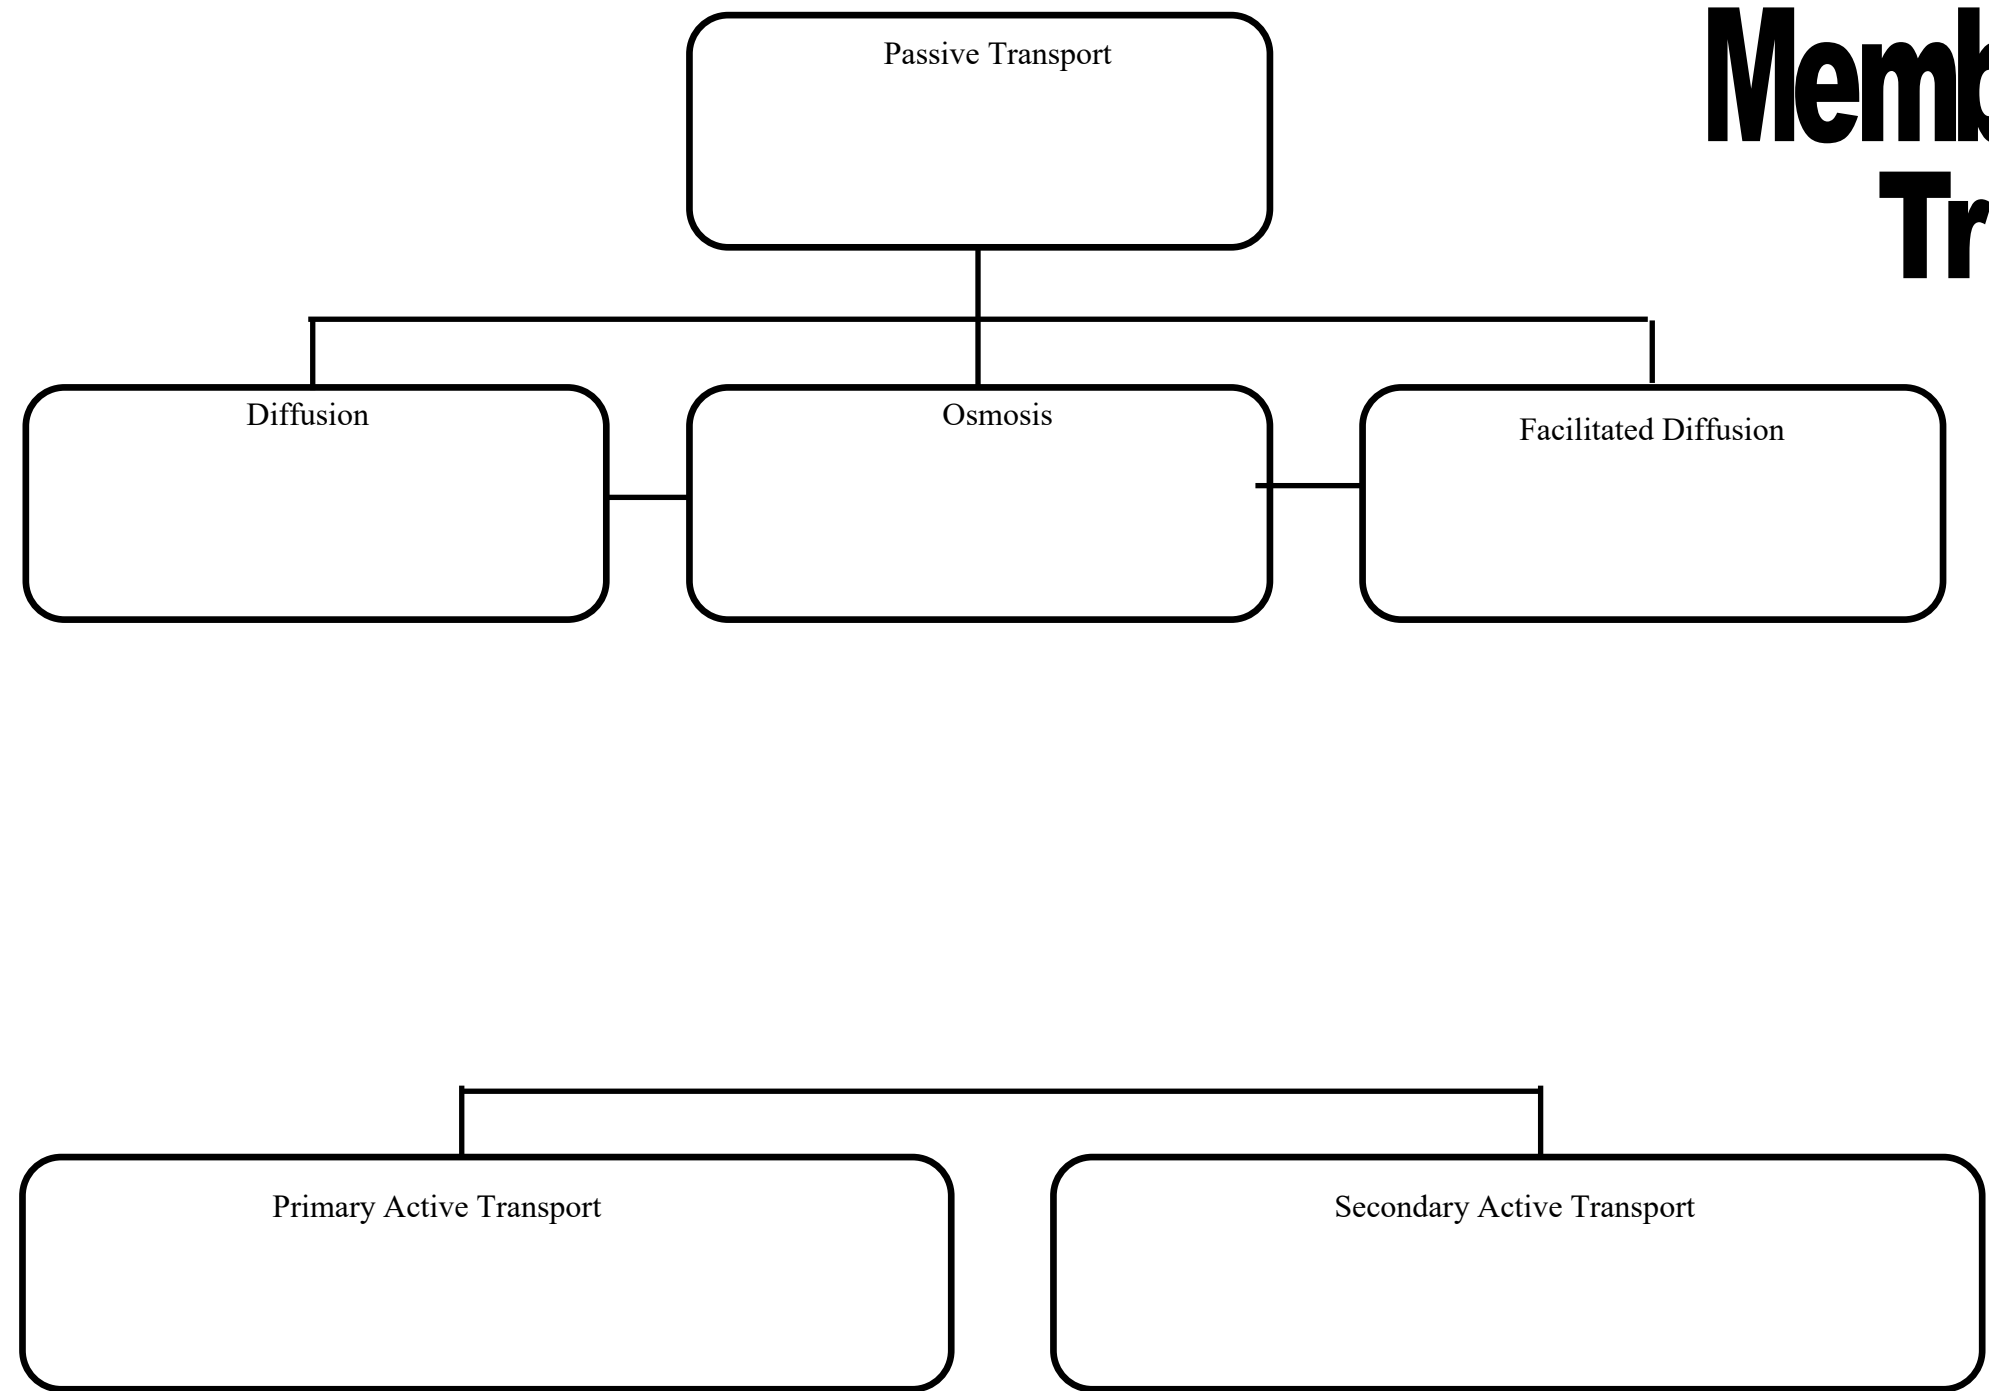 Passive Transport
Memb
Tr
Diffusion
Osmosis
Facilitated Diffusion
Primary Active Transport
Secondary Active Transport